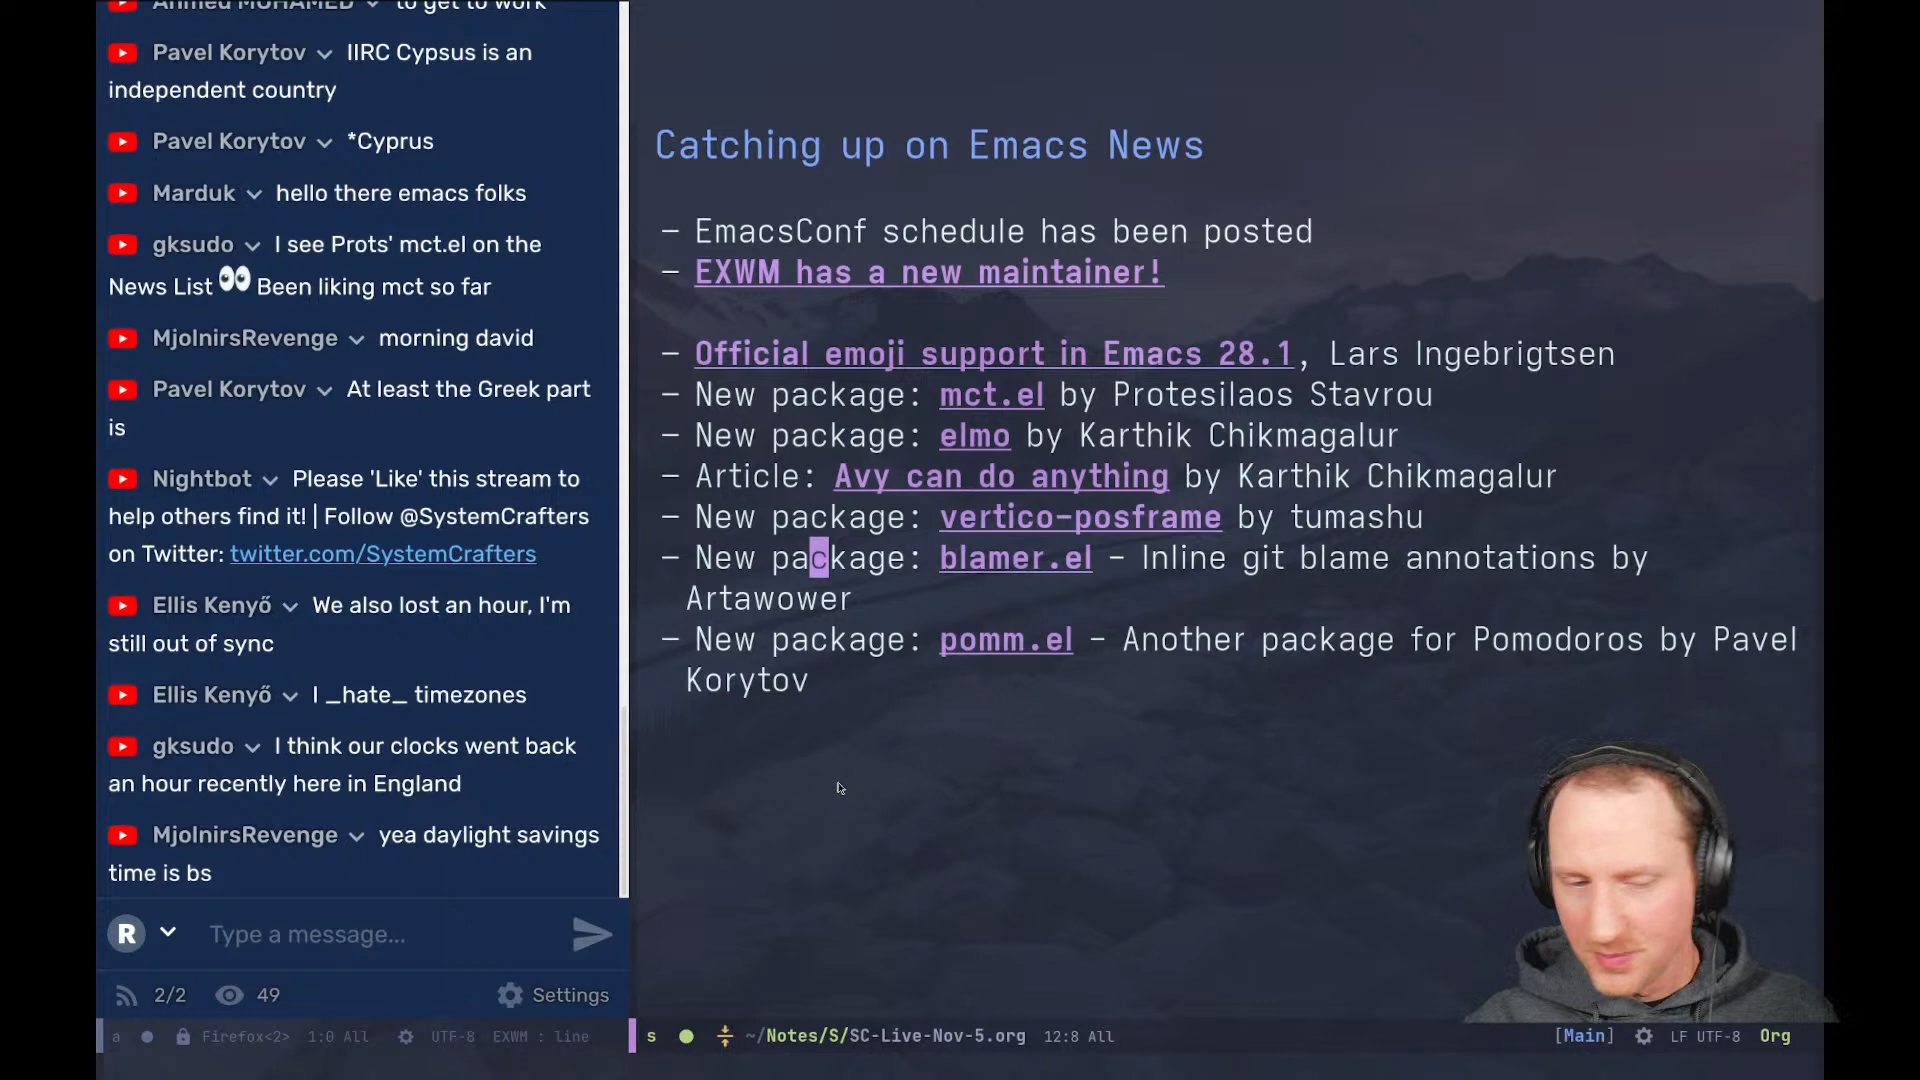 Ahmed MOHAMED to get to work
Pavel Korytov IIRC Cypsus is an
independent country
Pavel Korytov *Cyprus
Marduk hello there emacs folks
gksudo I see Prots' mct.el on the
News List 👀 Been liking mct so far
MjolnirsRevenge morning david
Pavel Korytov At least the Greek part
is
Nightbot Please 'Like' this stream to
help others find it! | Follow @SystemCrafters
on Twitter: twitter.com/SystemCrafters
Ellis Kenyő We also lost an hour, I'm
still out of sync
Ellis Kenyő I _hate_ timezones
gksudo I think our clocks went back
an hour recently here in England
MjolnirsRevenge yea daylight savings
time is bs
R Type a message...
2/2 49 Settings
a Firefox<2> 1:0 All UTF-8 EXWM : line
Catching up on Emacs News
- EmacsConf schedule has been posted
- EXWM has a new maintainer!
- Official emoji support in Emacs 28.1, Lars Ingebrigtsen
- New package: mct.el by Protesilaos Stavrou
- New package: elmo by Karthik Chikmagalur
- Article: Avy can do anything by Karthik Chikmagalur
- New package: vertico-posframe by tumashu
- New package: blamer.el - Inline git blame annotations by
Artawower
- New package: pomm.el - Another package for Pomodoros by Pavel
Korytov
s ~/Notes/S/SC-Live-Nov-5.org 12:8 All [Main] LF UTF-8 Org